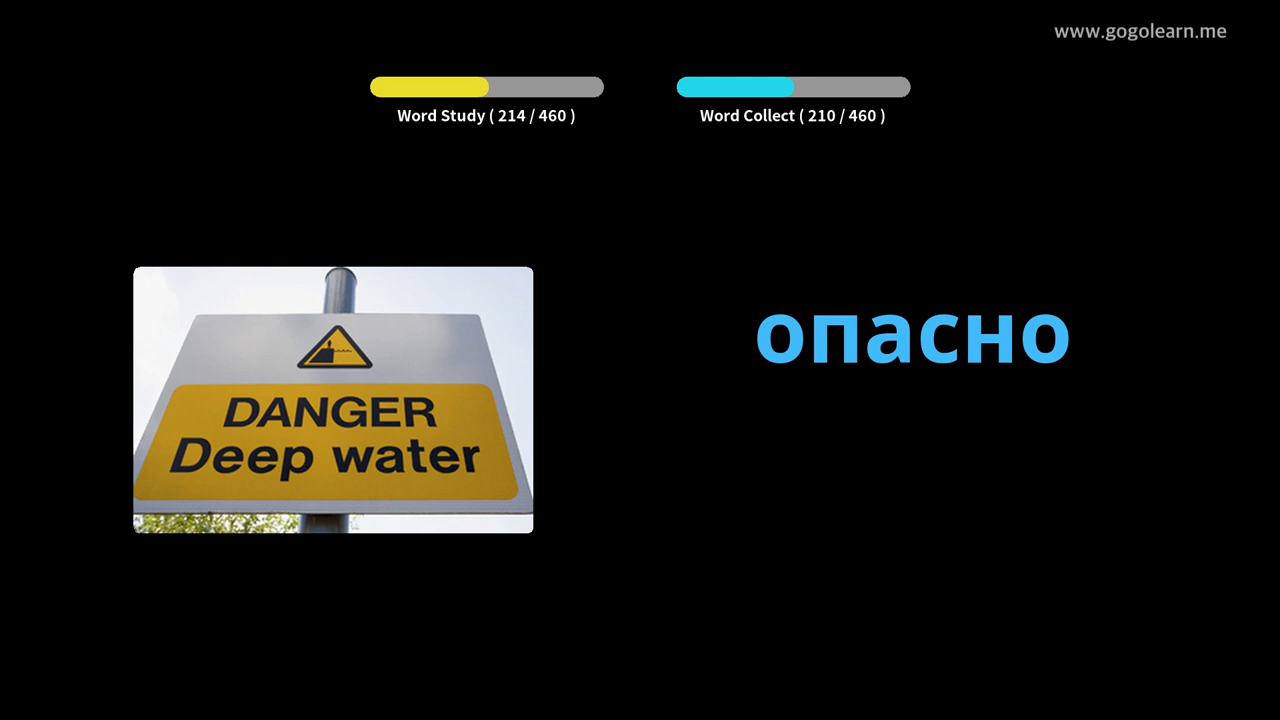 www.gogolearn.me
Word Study ( 214 / 460 )
Word Collect ( 210 / 460 )
DANGER
Deep water
опасно